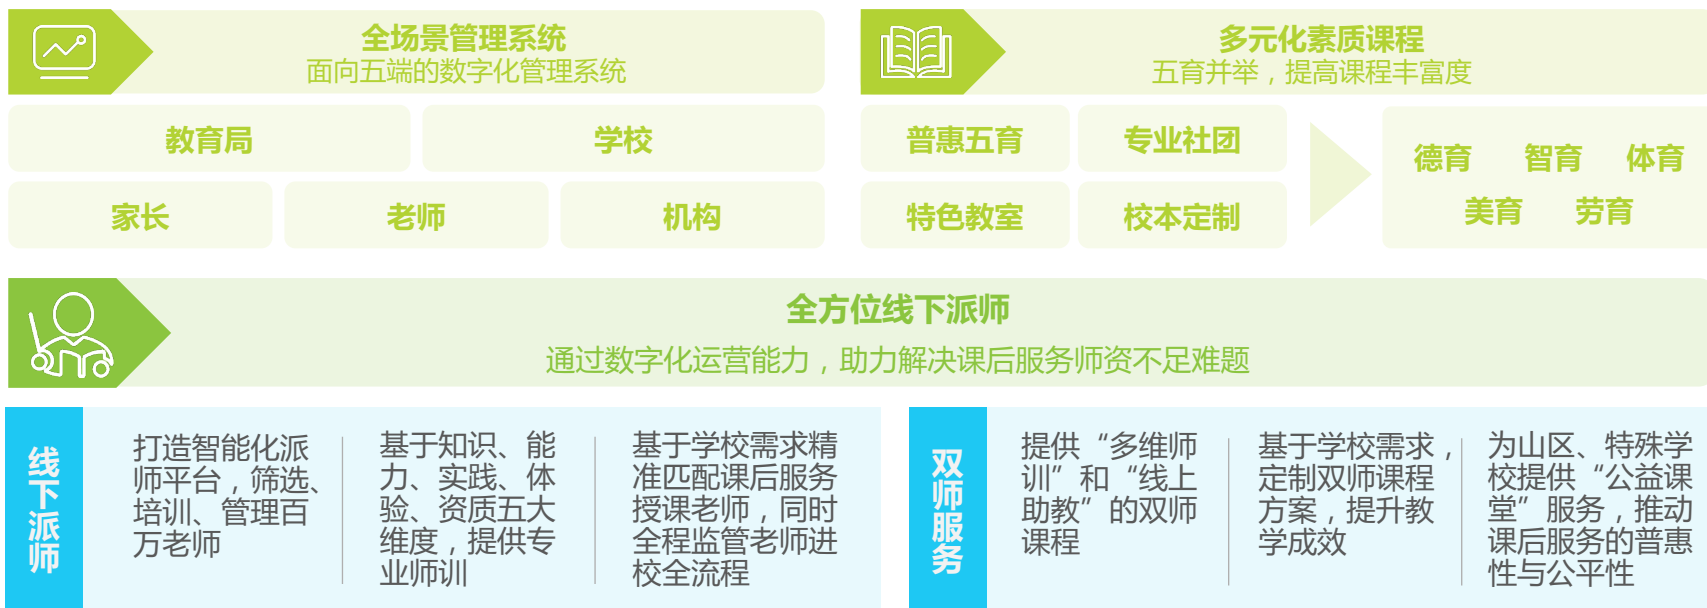 全场景管理系统
面向五端的数字化管理系统
教育局
学校
家长
老师
机构
多元化素质课程
五育并举，提高课程丰富度
普惠五育
专业社团
特色教室
校本定制
德育 智育 体育
美育 劳育
全方位线下派师
通过数字化运营能力，助力解决课后服务师资不足难题
线下派师
打造智能化派
师平台，筛选、
培训、管理百
万老师
基于知识、能
力、实践、体
验、资质五大
维度，提供专
业师训
基于学校需求精
准匹配课后服务
授课老师，同时
全程监管老师进
校全流程
双师服务
提供“多维师
训”和“线上
助教”的双师
课程
基于学校需求，
定制双师课程
方案，提升教
学成效
为山区、特殊学
校提供“公益课
堂”服务，推动
课后服务的普惠
性与公平性